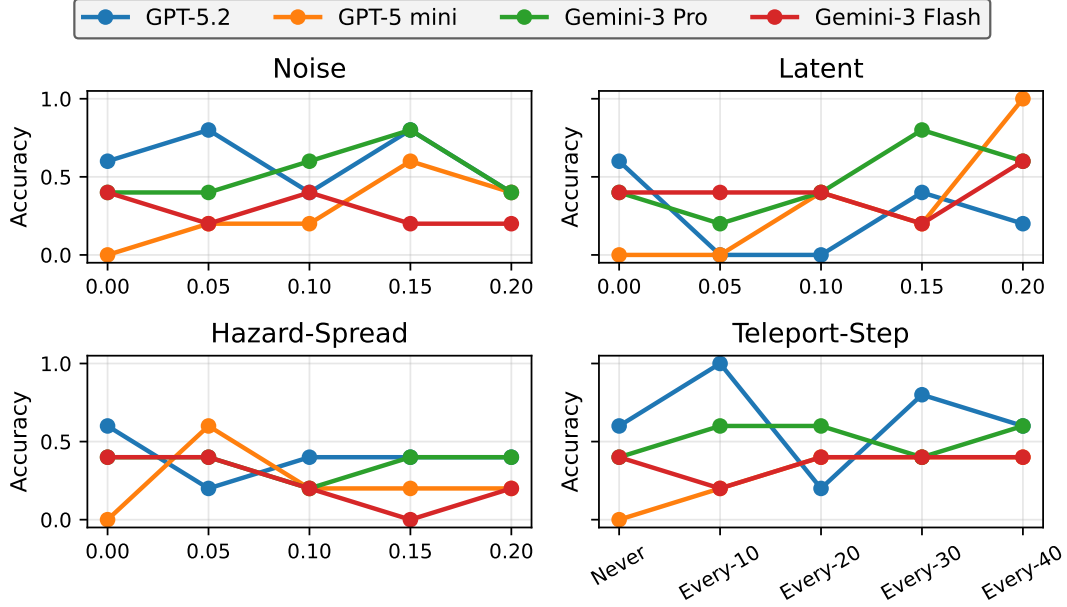 GPT-5.2 GPT-5 mini Gemini-3 Pro Gemini-3 Flash
Noise
Accuracy
1.0
0.5
0.0
0.00 0.05 0.10 0.15 0.20
Latent
Accuracy
0.00 0.05 0.10 0.15 0.20
Hazard-Spread
Accuracy
1.0
0.5
0.0
0.00 0.05 0.10 0.15 0.20
Teleport-Step
Accuracy
Never Every-10 Every-20 Every-30 Every-40